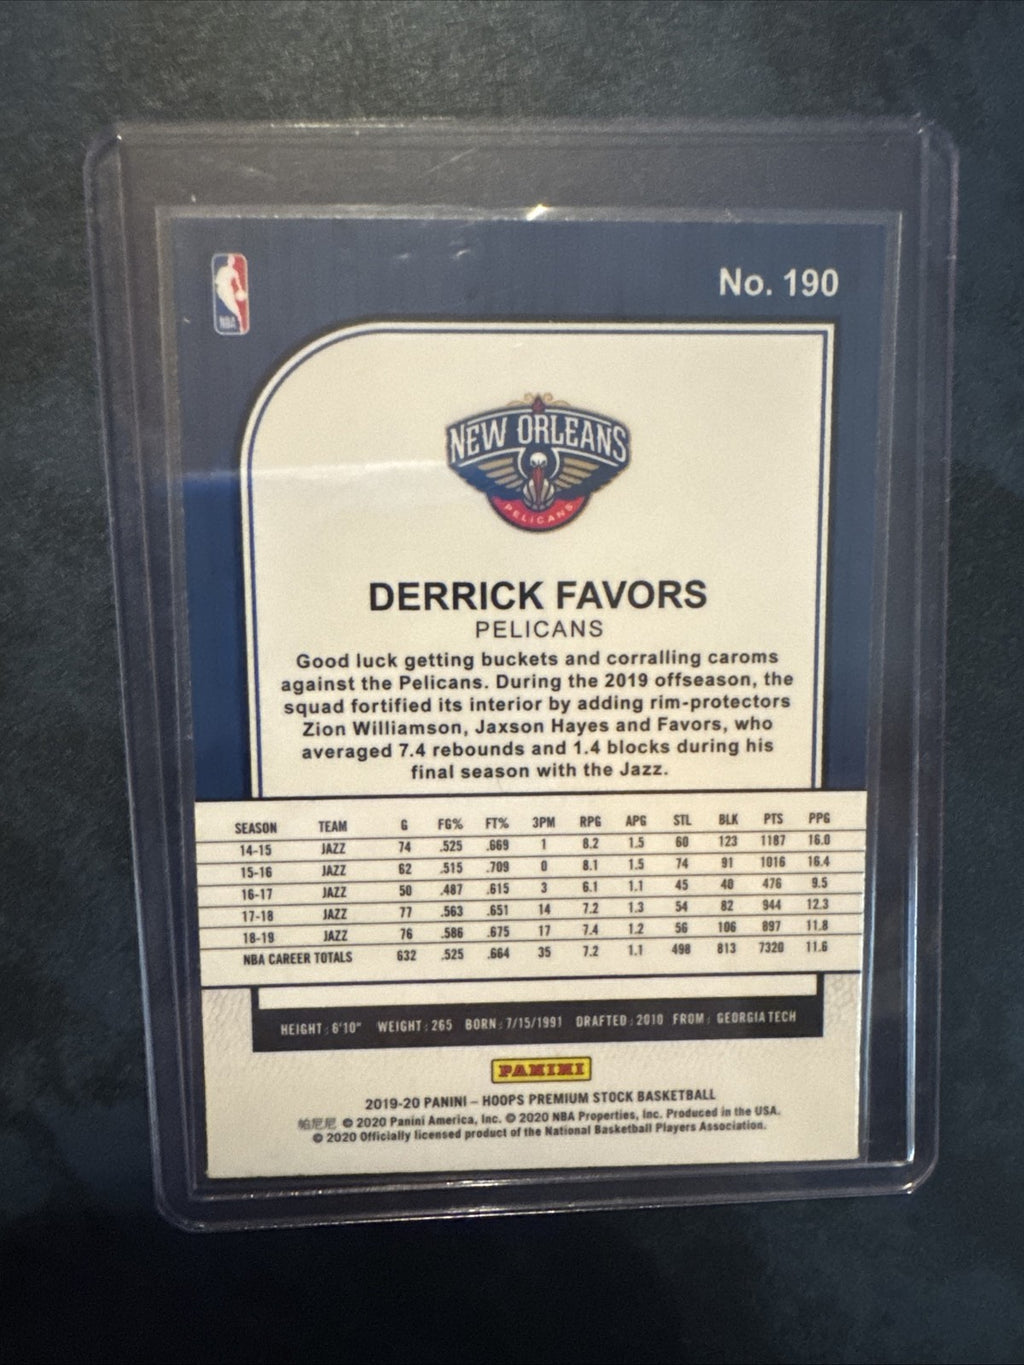 No. 190
NBA
NEW ORLEANS
PELICANS
DERRICK FAVORS
PELICANS
Good luck getting buckets and corralling caroms
against the Pelicans. During the 2019 offseason, the
squad fortified its interior by adding rim-protectors
Zion Williamson, Jaxson Hayes and Favors, who
averaged 7.4 rebounds and 1.4 blocks during his
final season with the Jazz.
SEASON TEAM G FG% FT% 3PM RPG APG STL BLK PTS PPG
14-15 JAZZ 74 .525 .669 1 8.2 1.5 60 123 1187 16.0
15-16 JAZZ 62 .515 .709 0 8.1 1.5 74 91 1016 16.4
16-17 JAZZ 50 .487 .615 3 6.1 1.1 45 40 476 9.5
17-18 JAZZ 77 .563 .651 14 7.2 1.3 54 82 944 12.3
18-19 JAZZ 76 .586 .675 17 7.4 1.2 56 106 897 11.8
NBA CAREER TOTALS 632 .525 .664 35 7.2 1.1 498 813 7320 11.6
HEIGHT: 6'10" WEIGHT: 265 BORN: 7/15/1991 DRAFTED: 2010 FROM: GEORGIA TECH
PANINI
2019-20 PANINI – HOOPS PREMIUM STOCK BASKETBALL
帕尼尼 © 2020 Panini America, Inc. © 2020 NBA Properties, Inc. Produced in the USA.
© 2020 Officially licensed product of the National Basketball Players Association.